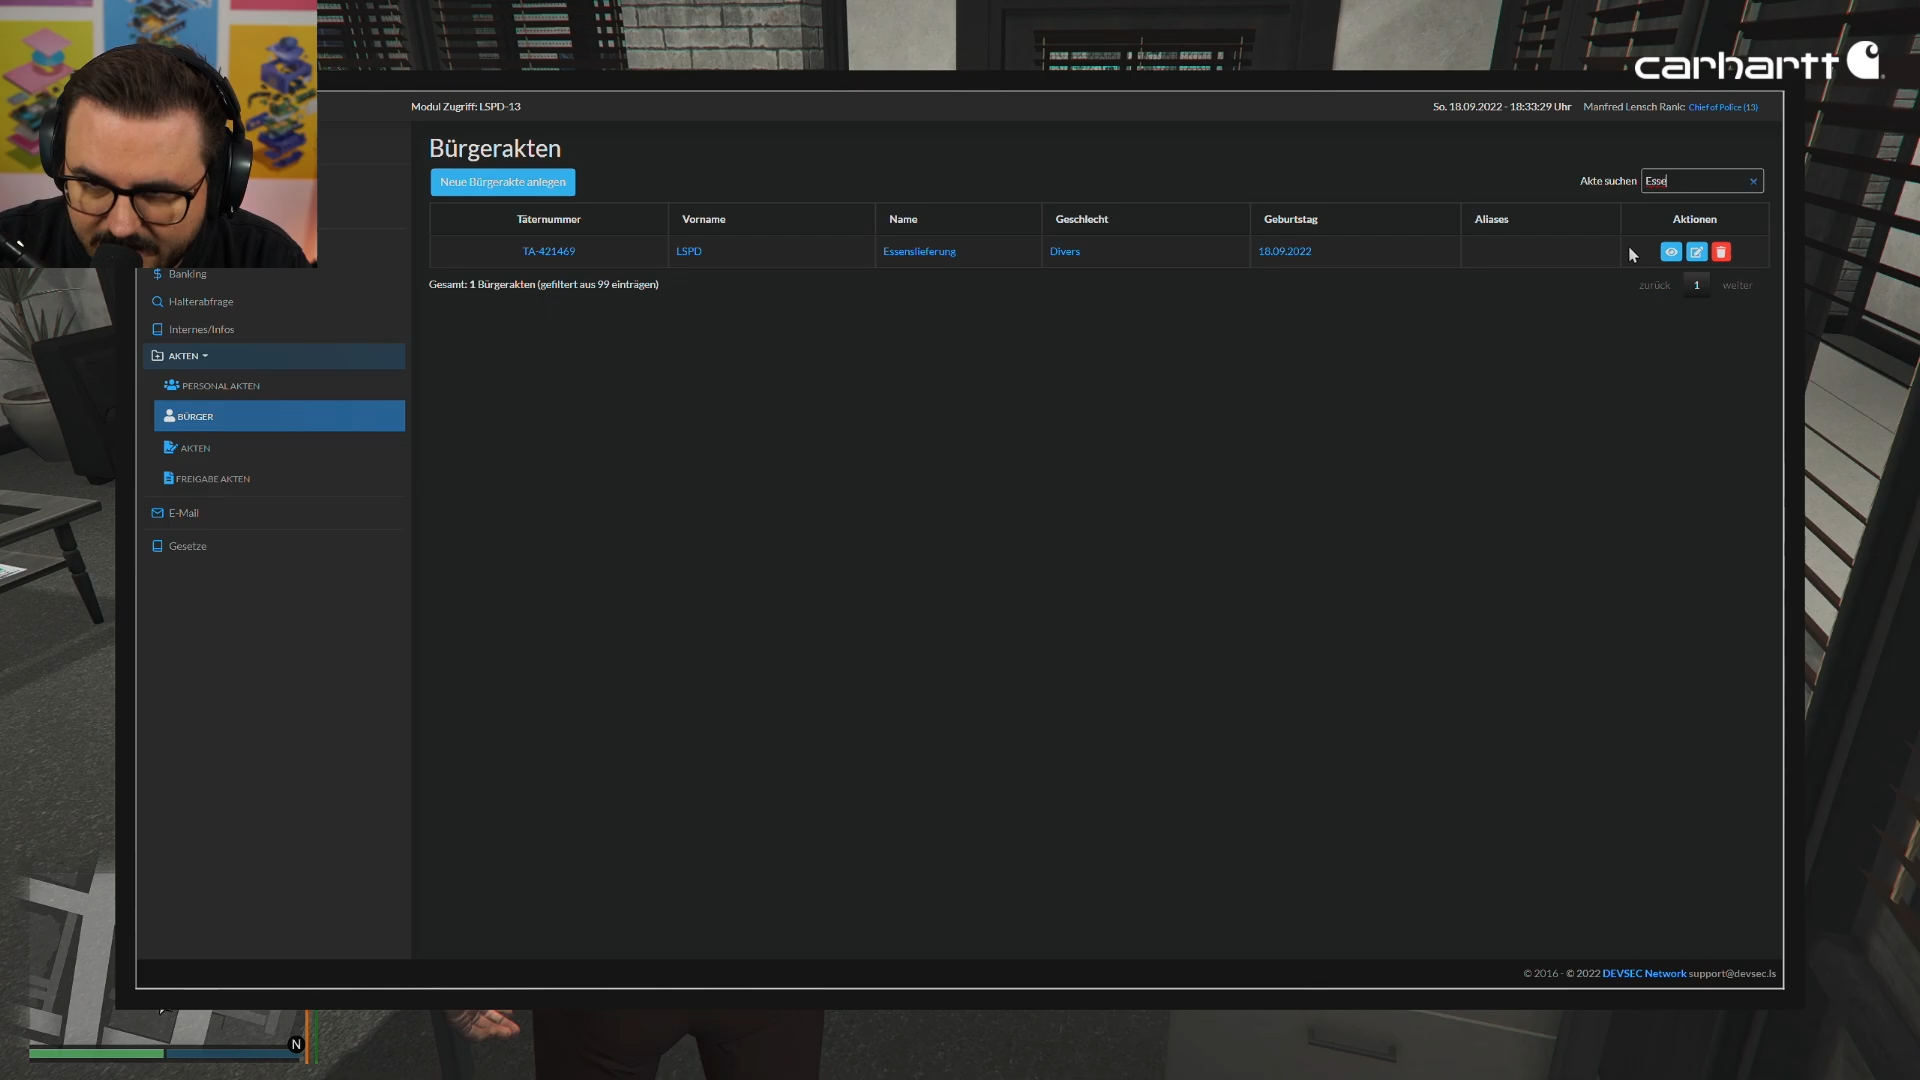 carhartt
Modul Zugriff: LSPD-13
So. 18.09.2022 - 18:33:29 Uhr Manfred Lensch Rank: Chief of Police (13)
Bürgerakten
Neue Bürgerakte anlegen
Akte suchen Esse
Täternummer Vorname Name Geschlecht Geburtstag Aliases Aktionen
TA-421469 LSPD Essenslieferung Divers 18.09.2022
Gesamt: 1 Bürgerakten (gefiltert aus 99 einträgen)
zurück 1 weiter
Banking
Halterabfrage
Internes/Infos
AKTEN
PERSONAL AKTEN
BÜRGER
AKTEN
FREIGABE AKTEN
E-Mail
Gesetze
© 2016 - © 2022 DEVSEC Network support@devsec.ls
N